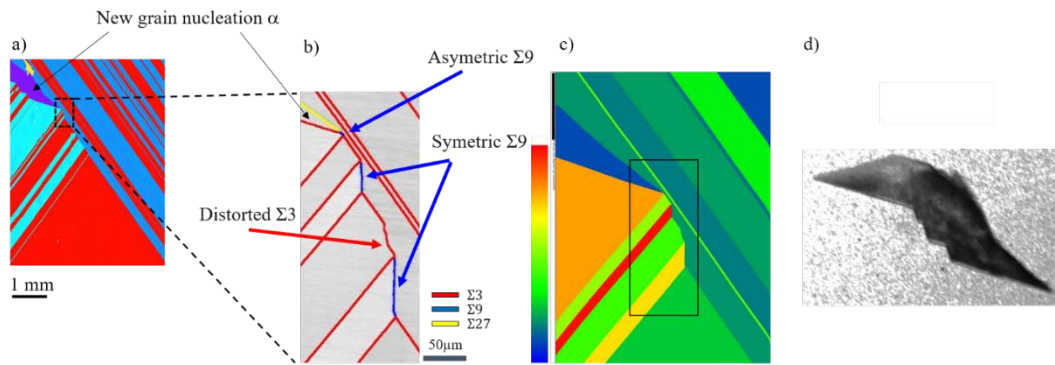 New grain nucleation α
a)
b)
c)
d)
Asymetric Σ9
Symetric Σ9
Distorted Σ3
Σ3
Σ9
Σ27
1 mm
50µm